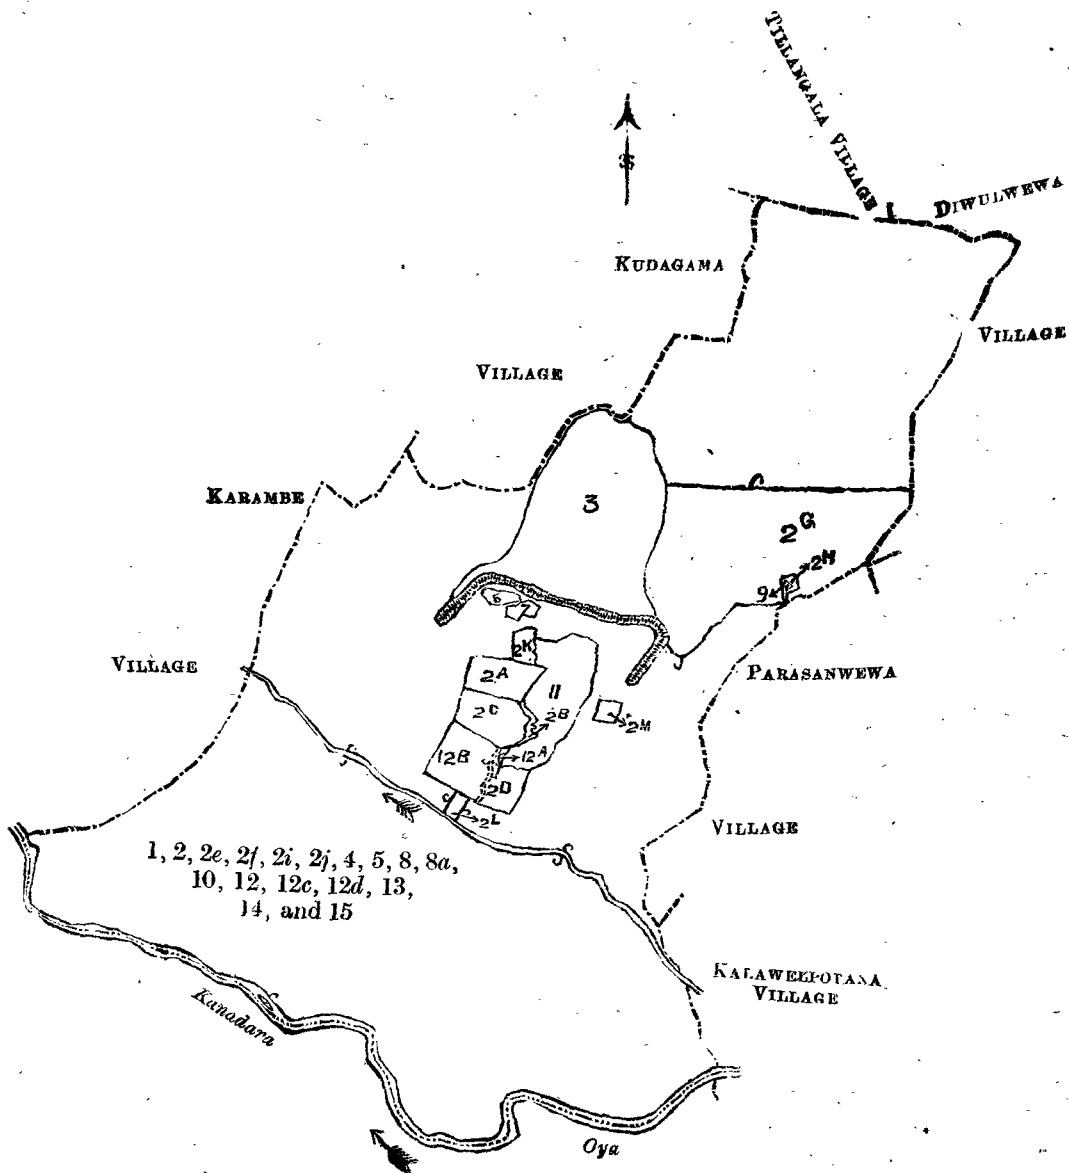 TILLANGALA VILLAGE
DIWULWEWA
VILLAGE
KUDAGAMA
VILLAGE
KARAMBE
VILLAGE
3
2G
2H
9
6
7
2K
2A
11
2C
2B
2M
12B
12A
2D
2L
PARASANWEWA
VILLAGE
1, 2, 2e, 2f, 2i, 2j, 4, 5, 8, 8a,
10, 12, 12c, 12d, 13,
14, and 15
VILLAGE
Kanadara
Oya